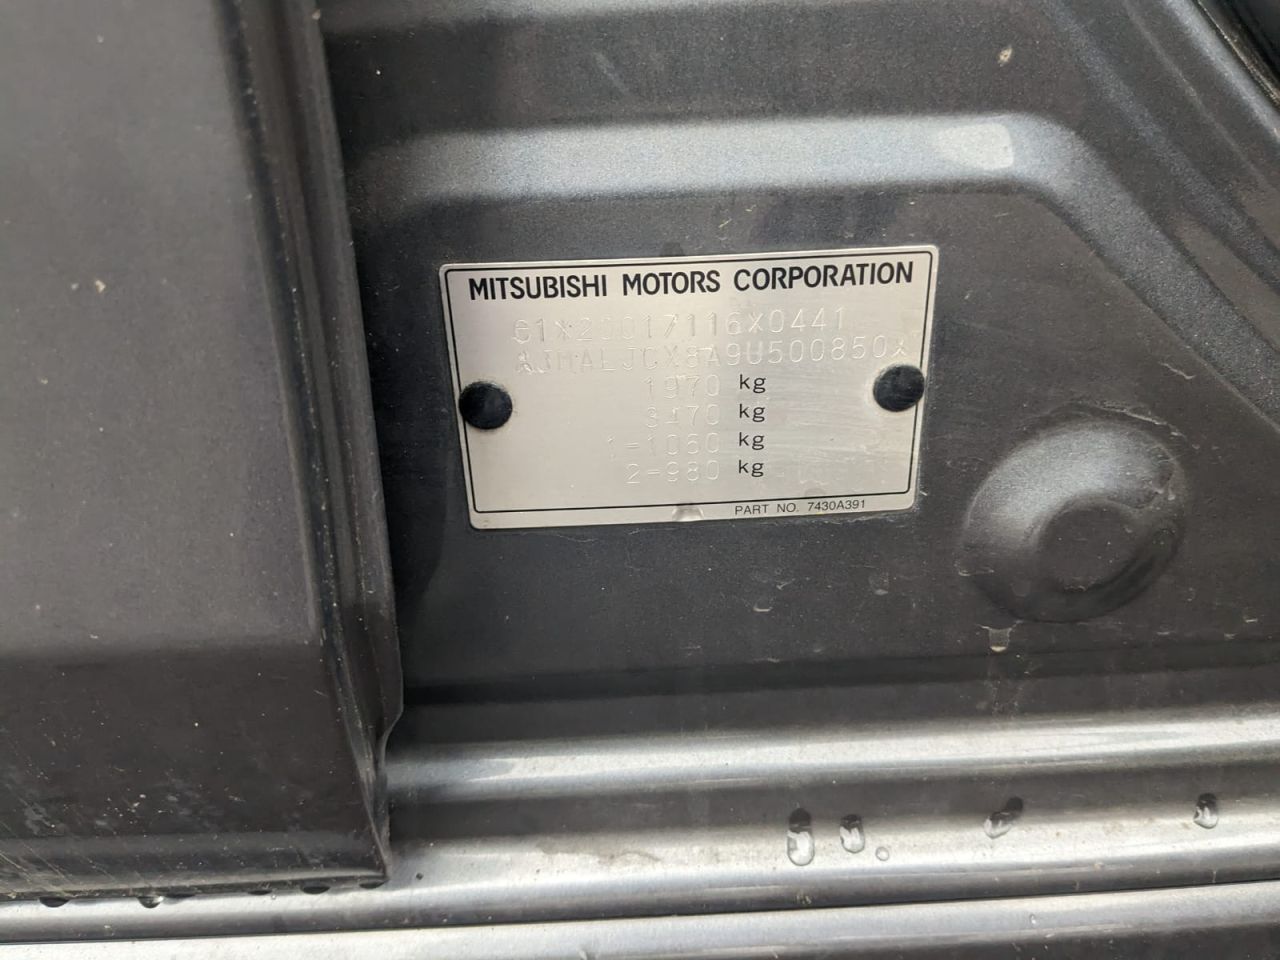 MITSUBISHI MOTORS CORPORATION
e1*2001/116*0441
*JMALJCX8A9U500850*
1970 kg
3470 kg
1-1060 kg
2-980 kg
PART NO. 7430A391